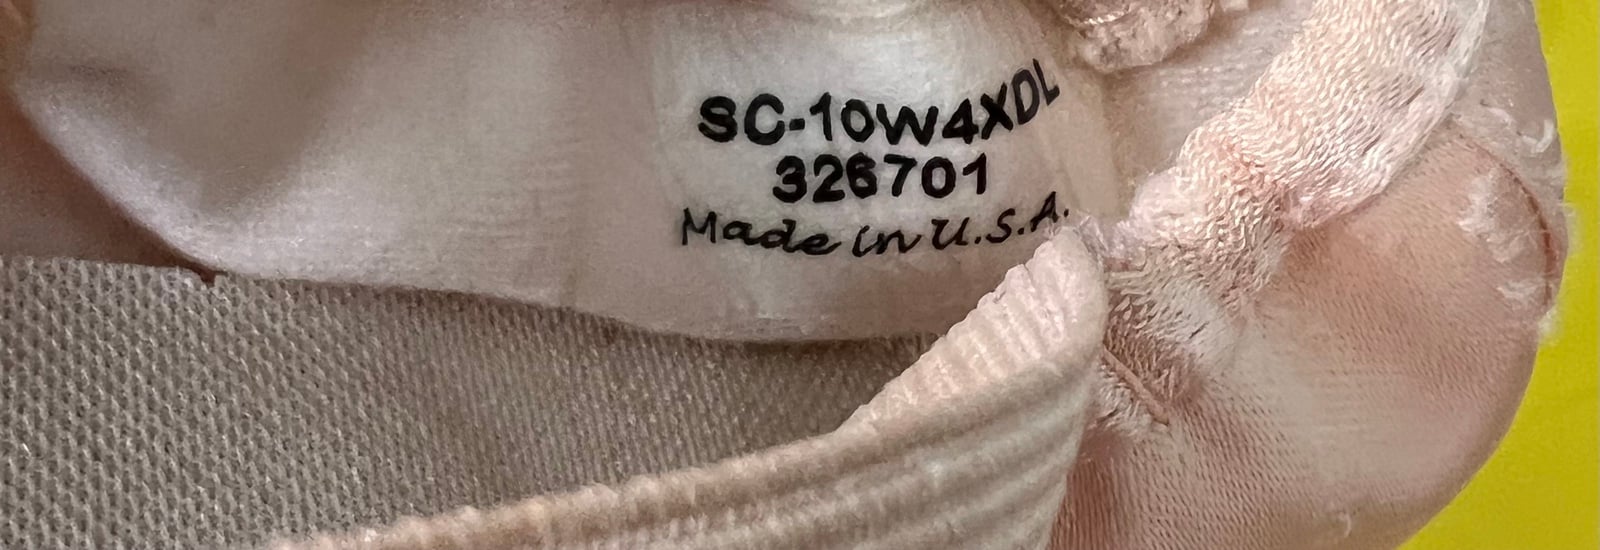 SC-10W4XDL
326701
Made in U.S.A.